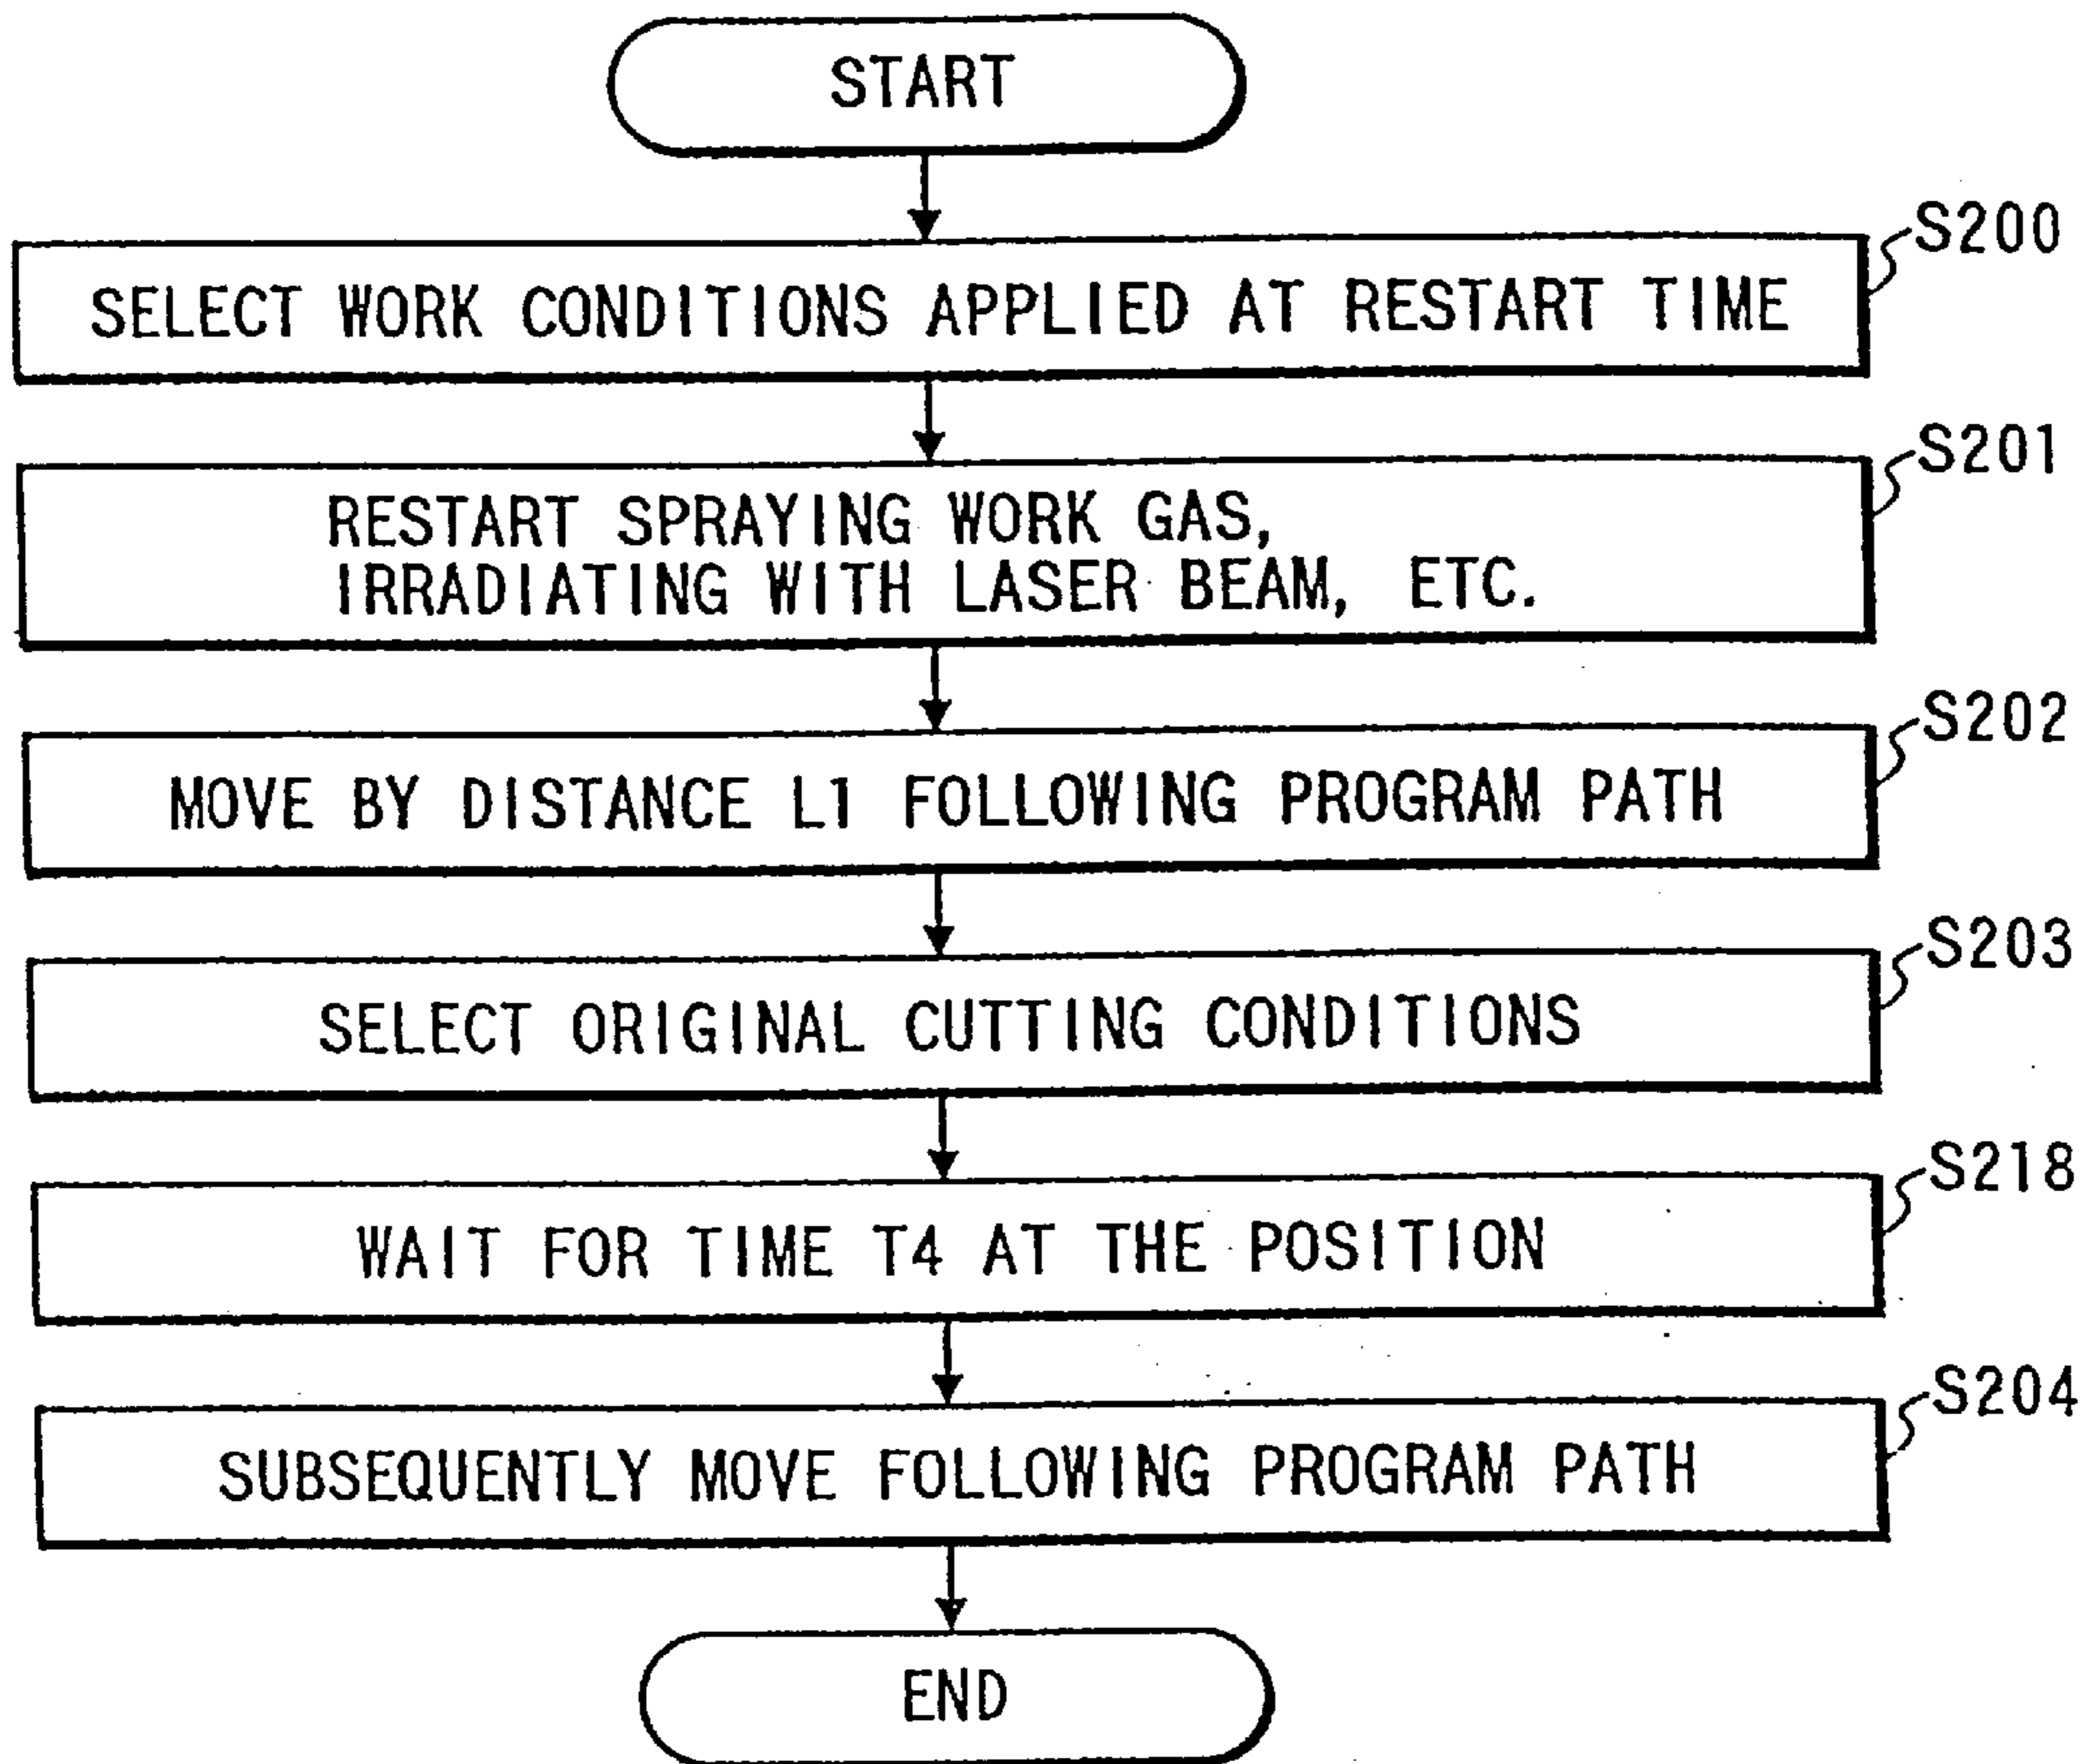 START
S200
SELECT WORK CONDITIONS APPLIED AT RESTART TIME
S201
RESTART SPRAYING WORK GAS,
IRRADIATING WITH LASER BEAM, ETC.
S202
MOVE BY DISTANCE L1 FOLLOWING PROGRAM PATH
S203
SELECT ORIGINAL CUTTING CONDITIONS
S218
WAIT FOR TIME T4 AT THE POSITION
S204
SUBSEQUENTLY MOVE FOLLOWING PROGRAM PATH
END